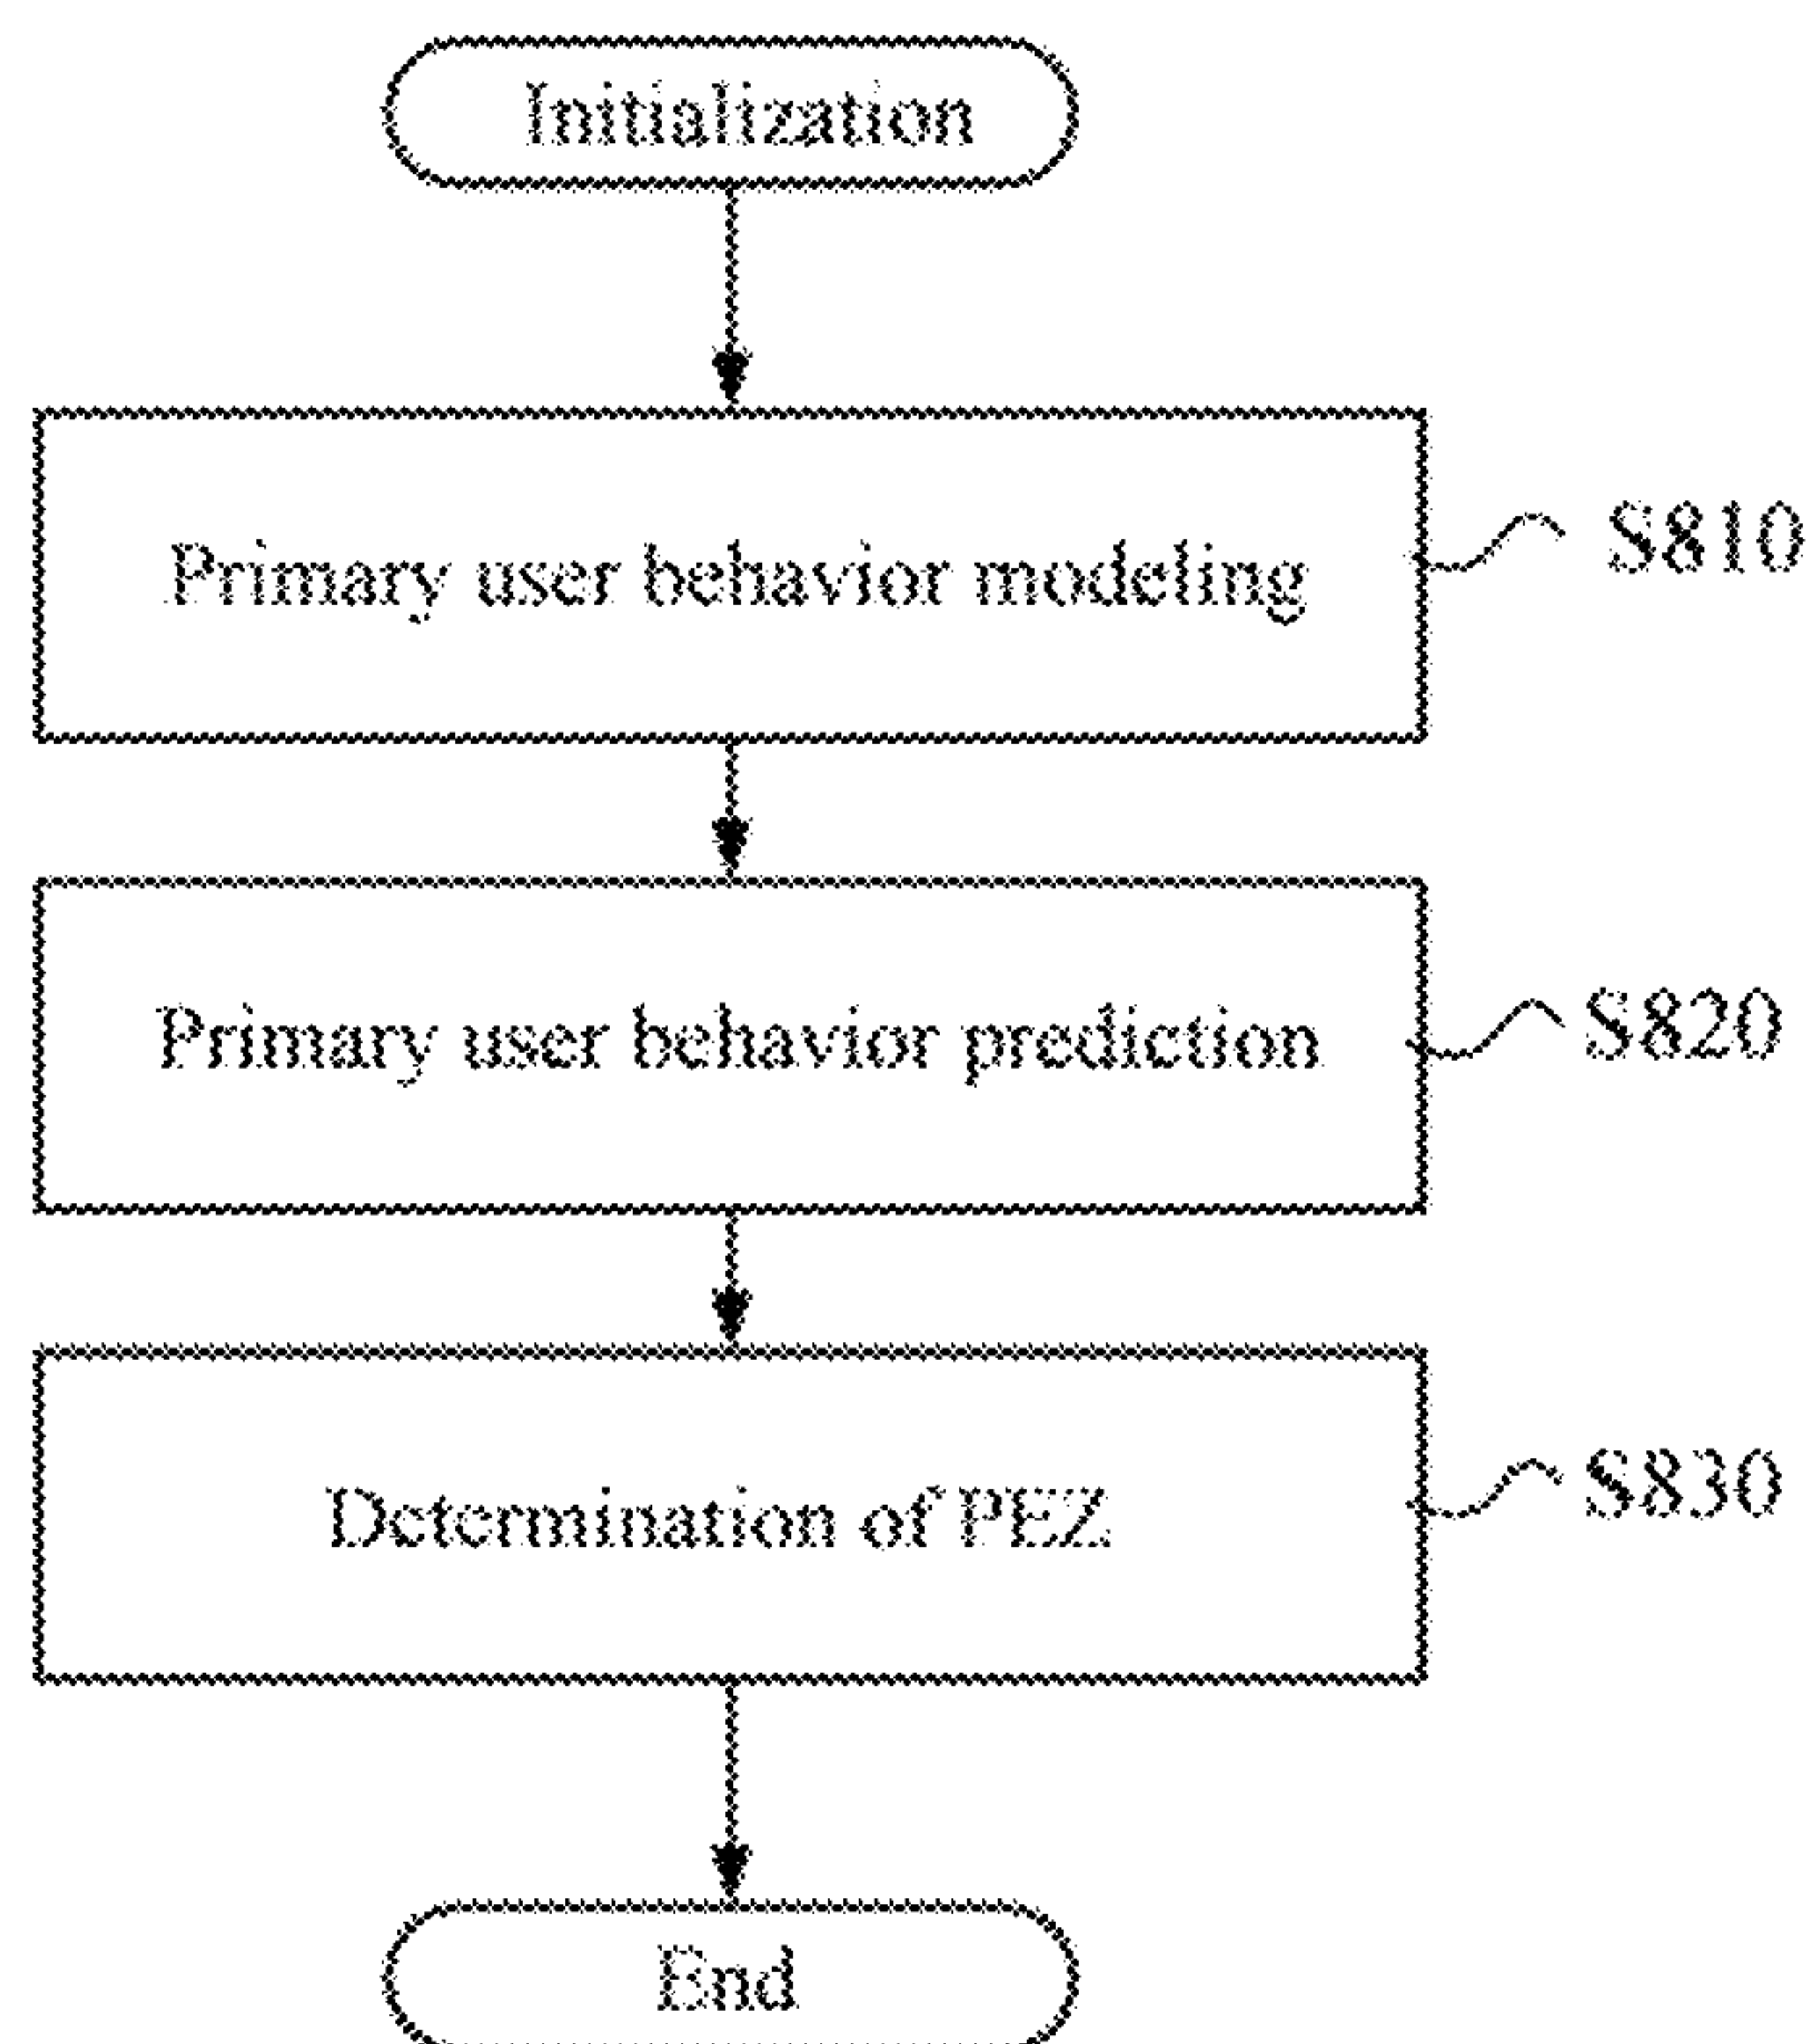 Initialization
Primary user behavior modeling
S810
Primary user behavior prediction
S820
Determination of PEZ
S830
End